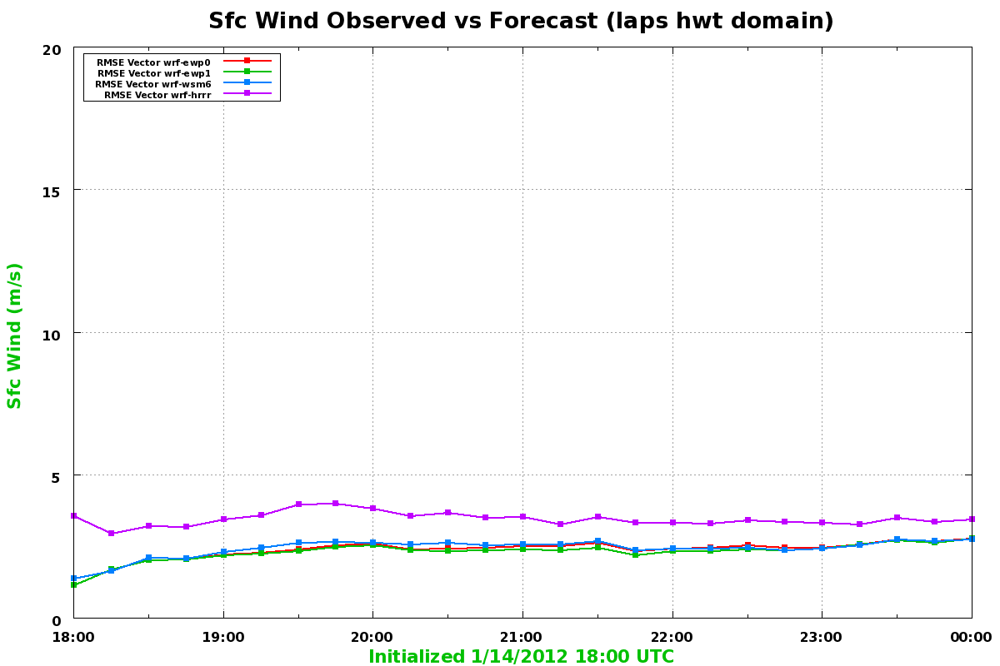 Sfc Wind Observed vs Forecast (laps hwt domain)
RMSE Vector wrf-ewp0
RMSE Vector wrf-ewp1
RMSE Vector wrf-wsm6
RMSE Vector wrf-hrrr
20
15
10
5
0
Sfc Wind (m/s)
18:00 19:00 20:00 21:00 22:00 23:00 00:00
Initialized 1/14/2012 18:00 UTC